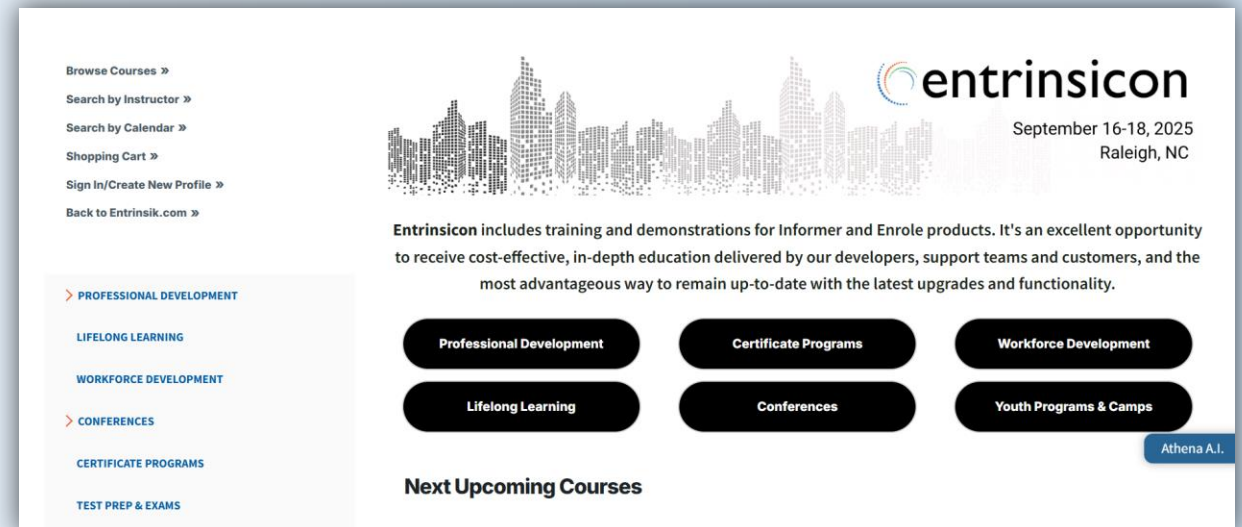 Browse Courses »
Search by Instructor »
Search by Calendar »
Shopping Cart »
Sign In/Create New Profile »
Back to Entrinsik.com »
PROFESSIONAL DEVELOPMENT
LIFELONG LEARNING
WORKFORCE DEVELOPMENT
CONFERENCES
CERTIFICATE PROGRAMS
TEST PREP & EXAMS
entrinsicon
September 16-18, 2025
Raleigh, NC
Entrinsicon includes training and demonstrations for Informer and Enrole products. It's an excellent opportunity
to receive cost-effective, in-depth education delivered by our developers, support teams and customers, and the
most advantageous way to remain up-to-date with the latest upgrades and functionality.
Professional Development
Certificate Programs
Workforce Development
Lifelong Learning
Conferences
Youth Programs & Camps
Athena A.I.
Next Upcoming Courses